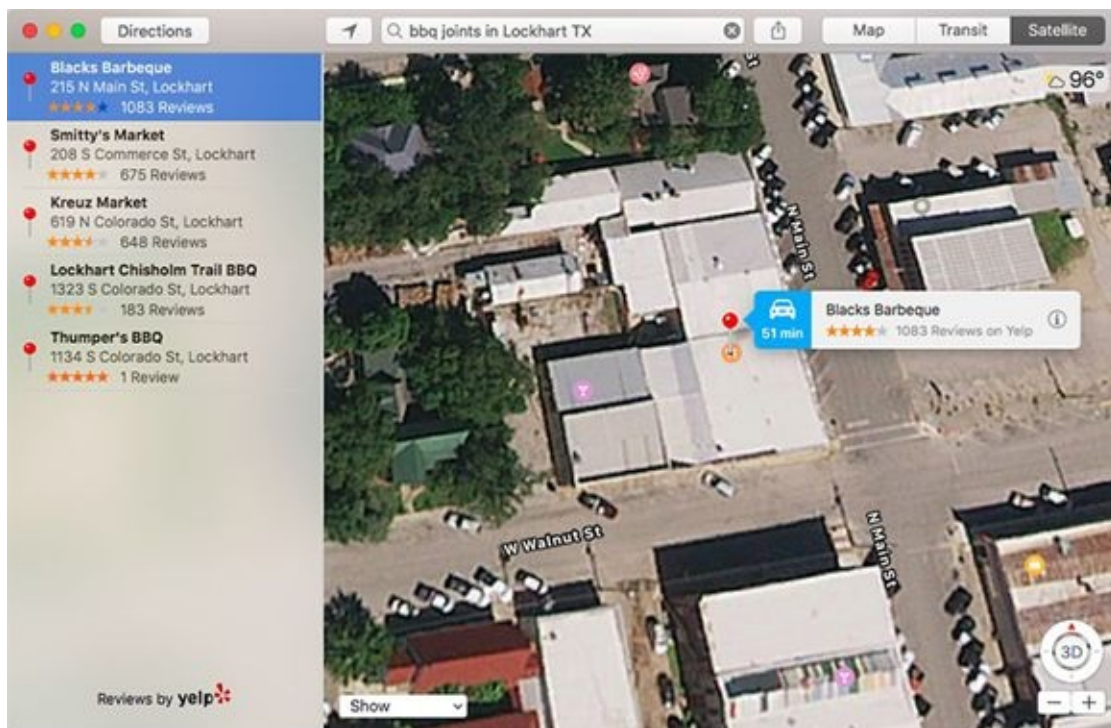 Directions
bbq joints in Lockhart TX
Map
Transit
Satellite
Blacks Barbeque
215 N Main St, Lockhart
1083 Reviews
Smitty's Market
208 S Commerce St, Lockhart
675 Reviews
Kreuz Market
619 N Colorado St, Lockhart
648 Reviews
Lockhart Chisholm Trail BBQ
1323 S Colorado St, Lockhart
183 Reviews
Thumper's BBQ
1134 S Colorado St, Lockhart
1 Review
Reviews by yelp
96°
St
N Main St
51 min
Blacks Barbeque
1083 Reviews on Yelp
W Walnut St
N Main St
3D
Show